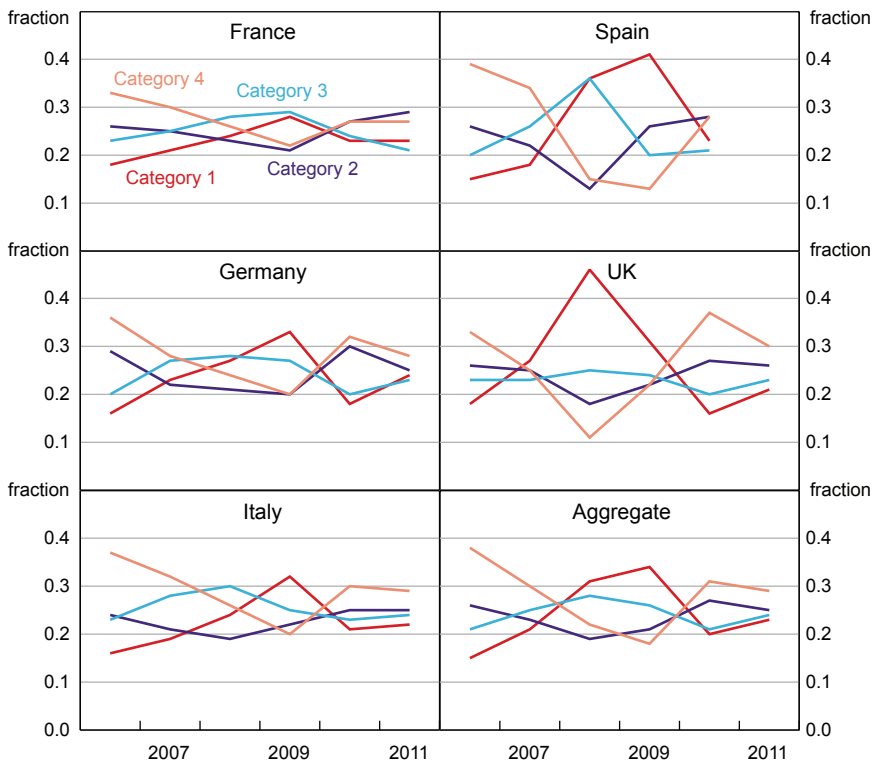 fraction fraction
France Spain
0.4 0.4
Category 4
Category 3
0.3 0.3
0.2 0.2
Category 2
Category 1
0.1 0.1
fraction fraction
Germany UK
0.4 0.4
0.3 0.3
0.2 0.2
0.1 0.1
fraction fraction
Italy Aggregate
0.4 0.4
0.3 0.3
0.2 0.2
0.1 0.1
0.0 0.0
2007 2009 2011 2007 2009 2011